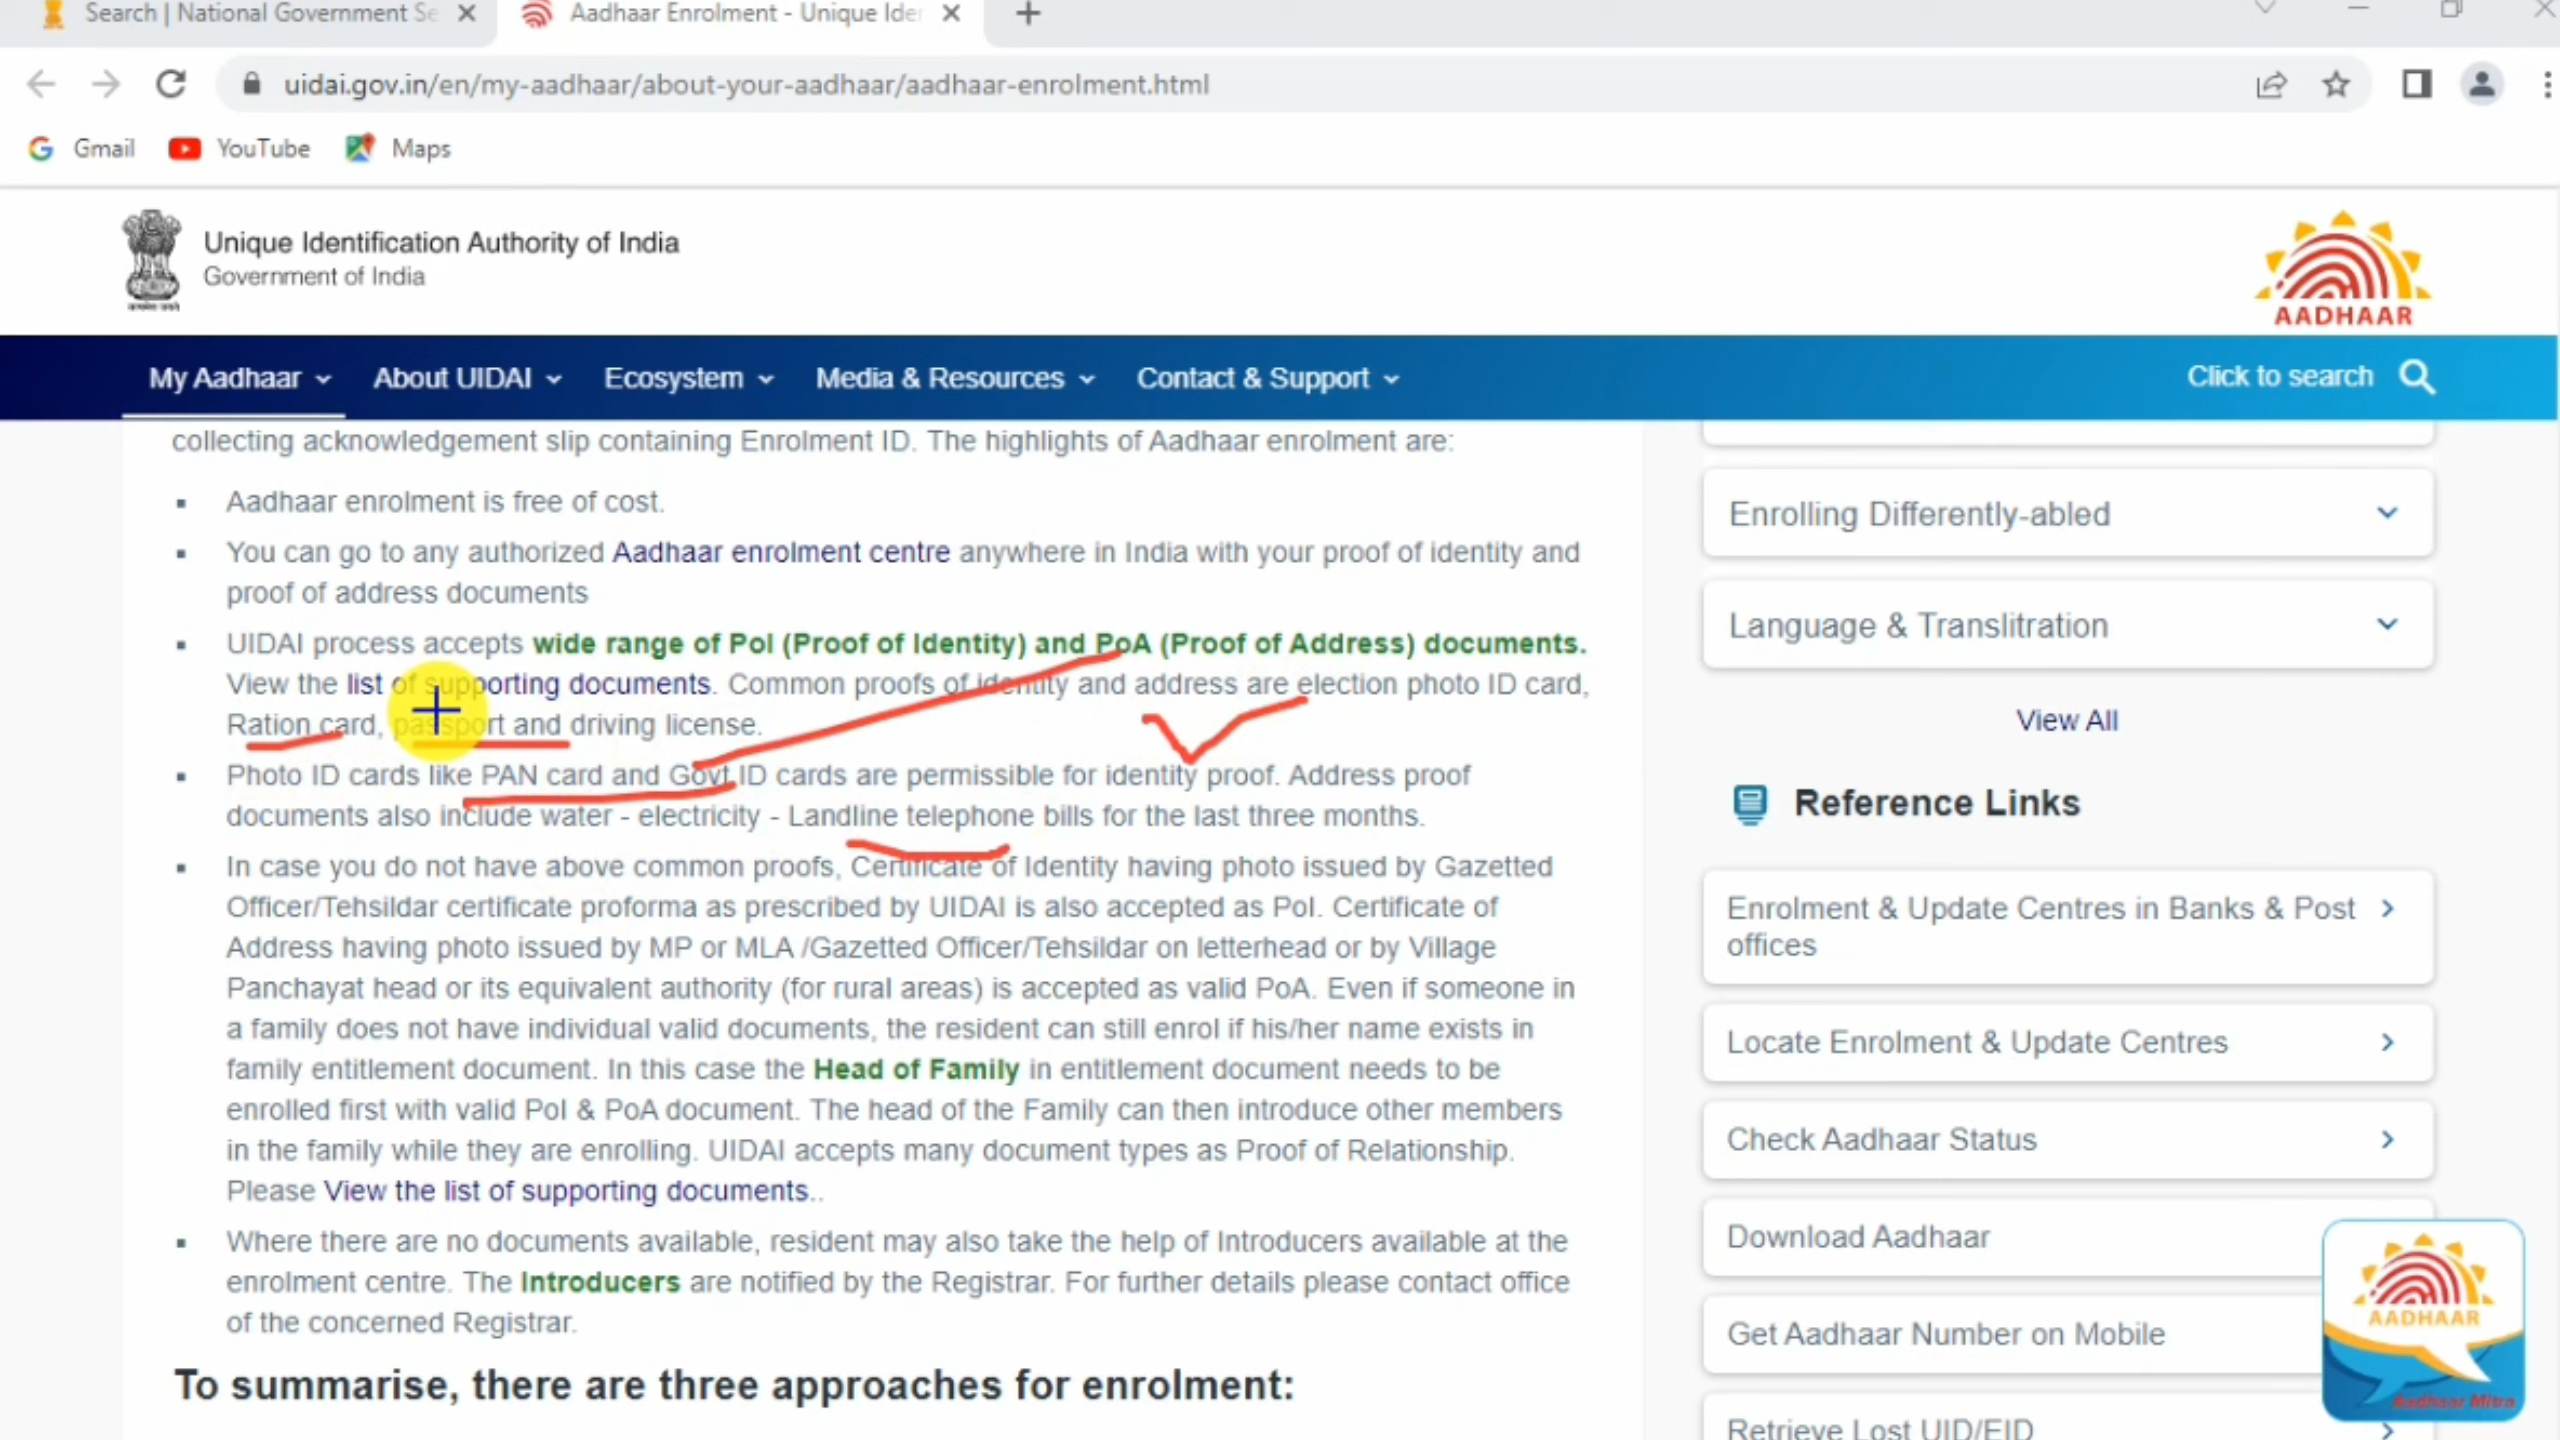 Search | National Government Se
Aadhaar Enrolment - Unique Iden
uidai.gov.in/en/my-aadhaar/about-your-aadhaar/aadhaar-enrolment.html
Gmail
YouTube
Maps
Unique Identification Authority of India
Government of India
AADHAAR
My Aadhaar
About UIDAI
Ecosystem
Media & Resources
Contact & Support
Click to search
collecting acknowledgement slip containing Enrolment ID. The highlights of Aadhaar enrolment are:
Aadhaar enrolment is free of cost.
You can go to any authorized Aadhaar enrolment centre anywhere in India with your proof of identity and
proof of address documents
UIDAI process accepts wide range of PoI (Proof of Identity) and PoA (Proof of Address) documents.
View the list of supporting documents. Common proofs of identity and address are election photo ID card,
Ration card, passport and driving license.
Photo ID cards like PAN card and Govt ID cards are permissible for identity proof. Address proof
documents also include water - electricity - Landline telephone bills for the last three months.
In case you do not have above common proofs, Certificate of Identity having photo issued by Gazetted
Officer/Tehsildar certificate proforma as prescribed by UIDAI is also accepted as PoI. Certificate of
Address having photo issued by MP or MLA /Gazetted Officer/Tehsildar on letterhead or by Village
Panchayat head or its equivalent authority (for rural areas) is accepted as valid PoA. Even if someone in
a family does not have individual valid documents, the resident can still enrol if his/her name exists in
family entitlement document. In this case the Head of Family in entitlement document needs to be
enrolled first with valid PoI & PoA document. The head of the Family can then introduce other members
in the family while they are enrolling. UIDAI accepts many document types as Proof of Relationship.
Please View the list of supporting documents..
Where there are no documents available, resident may also take the help of Introducers available at the
enrolment centre. The Introducers are notified by the Registrar. For further details please contact office
of the concerned Registrar.
To summarise, there are three approaches for enrolment:
Enrolling Differently-abled
Language & Translitration
View All
Reference Links
Enrolment & Update Centres in Banks & Post
offices
Locate Enrolment & Update Centres
Check Aadhaar Status
Download Aadhaar
Get Aadhaar Number on Mobile
Retrieve Lost UID/EID
AADHAAR
Aadhaar Mitra